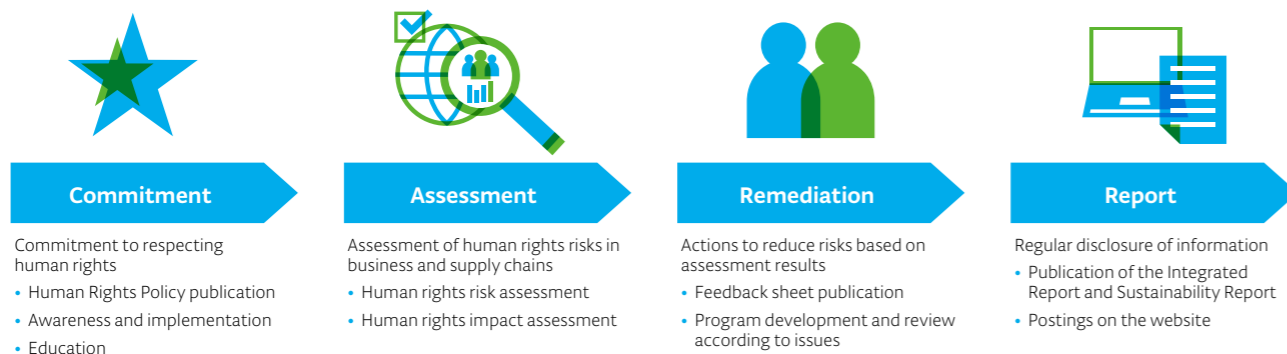 Commitment
Commitment to respecting
human rights
• Human Rights Policy publication
• Awareness and implementation
• Education
Assessment
Assessment of human rights risks in
business and supply chains
• Human rights risk assessment
• Human rights impact assessment
Remediation
Actions to reduce risks based on
assessment results
• Feedback sheet publication
• Program development and review
according to issues
Report
Regular disclosure of information
• Publication of the Integrated
Report and Sustainability Report
• Postings on the website